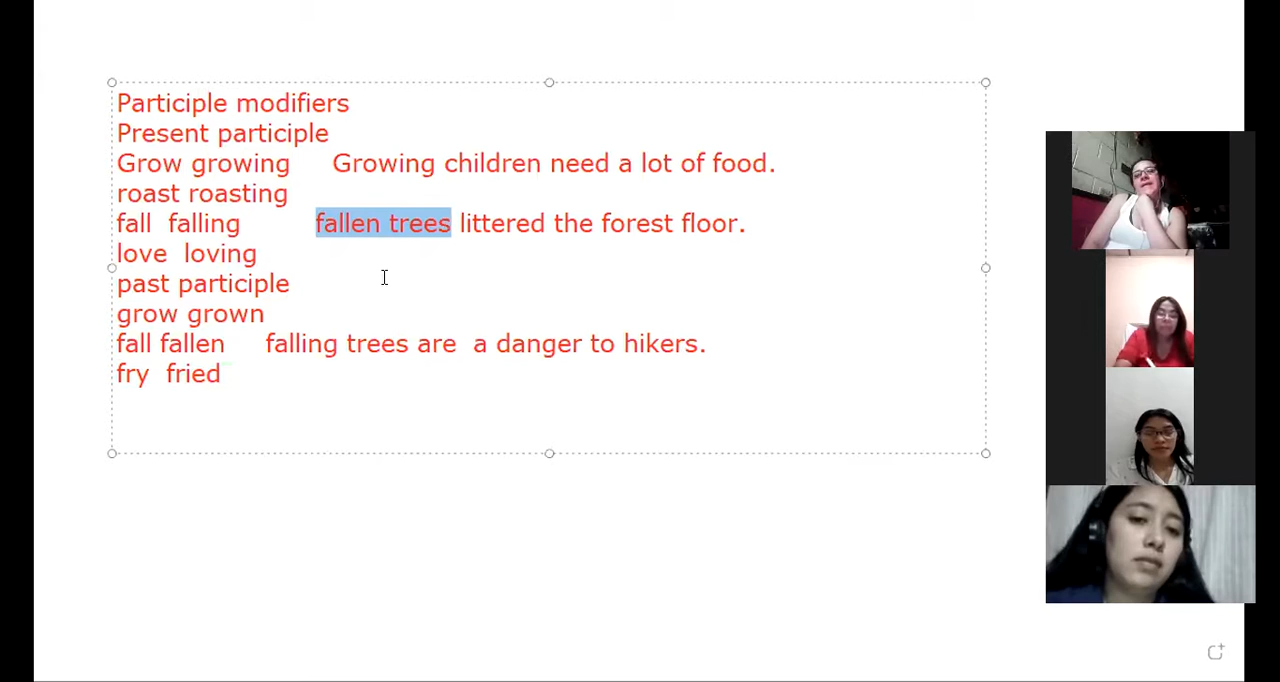 Participle modifiers
Present participle
Grow growing Growing children need a lot of food.
roast roasting
fall falling fallen trees littered the forest floor.
love loving
past participle
grow grown
fall fallen falling trees are a danger to hikers.
fry fried